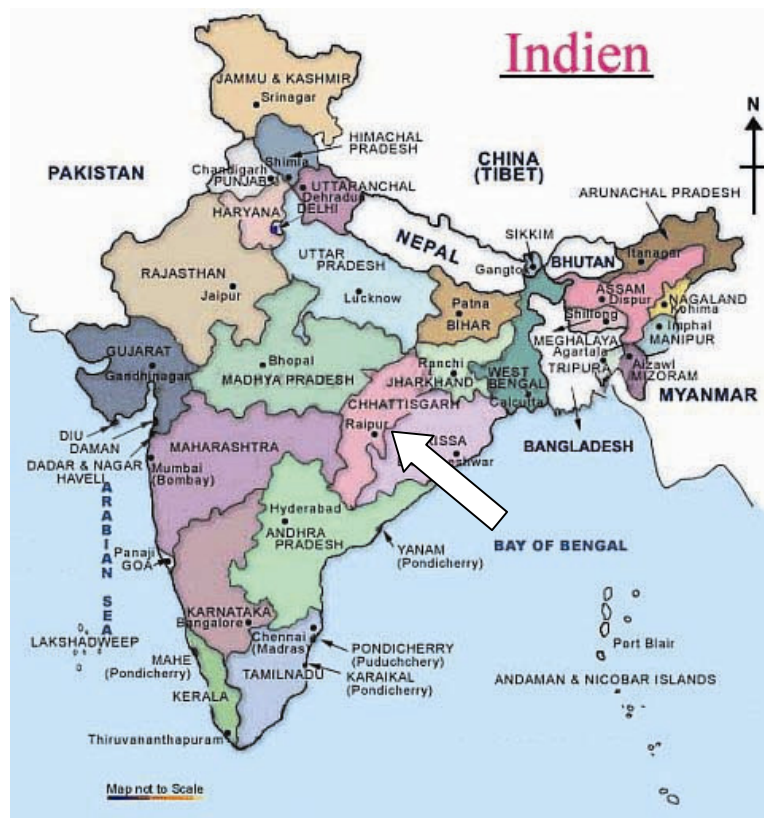 Indien
JAMMU & KASHMIR
Srinagar
HIMACHAL
PRADESH
Shimla
Chandigarh
PUNJAB
UTTARANCHAL
Dehradun
HARYANA
DELHI
PAKISTAN
CHINA
(TIBET)
N
ARUNACHAL PRADESH
NEPAL
SIKKIM
BHUTAN
Itanagar
Gangtok
RAJASTHAN
Jaipur
UTTAR
PRADESH
Lucknow
Patna
BIHAR
ASSAM
Dispur
NAGALAND
Kohima
Shillong
MEGHALAYA
Imphal
MANIPUR
Agartala
TRIPURA
Aizawl
MIZORAM
MYANMAR
GUJARAT
Gandhinagar
Bhopal
MADHYA PRADESH
Ranchi
JHARKHAND
WEST
BENGAL
Calcutta
BANGLADESH
CHHATTISGARH
Raipur
RISSA
eshwar
DIU
DAMAN
DADAR & NAGAR
HAVELI
MAHARASHTRA
Mumbai
(Bombay)
ARABIAN SEA
Hyderabad
ANDHRA
PRADESH
YANAM
(Pondicherry)
BAY OF BENGAL
Panaji
GOA
KARNATAKA
Bangalore
Chennai
(Madras)
LAKSHADWEEP
MAHE
(Pondicherry)
KERALA
TAMILNADU
PONDICHERRY
(Puduchchery)
KARAIKAL
(Pondicherry)
Port Blair
ANDAMAN & NICOBAR ISLANDS
Thiruvananthapuram
Map not to Scale